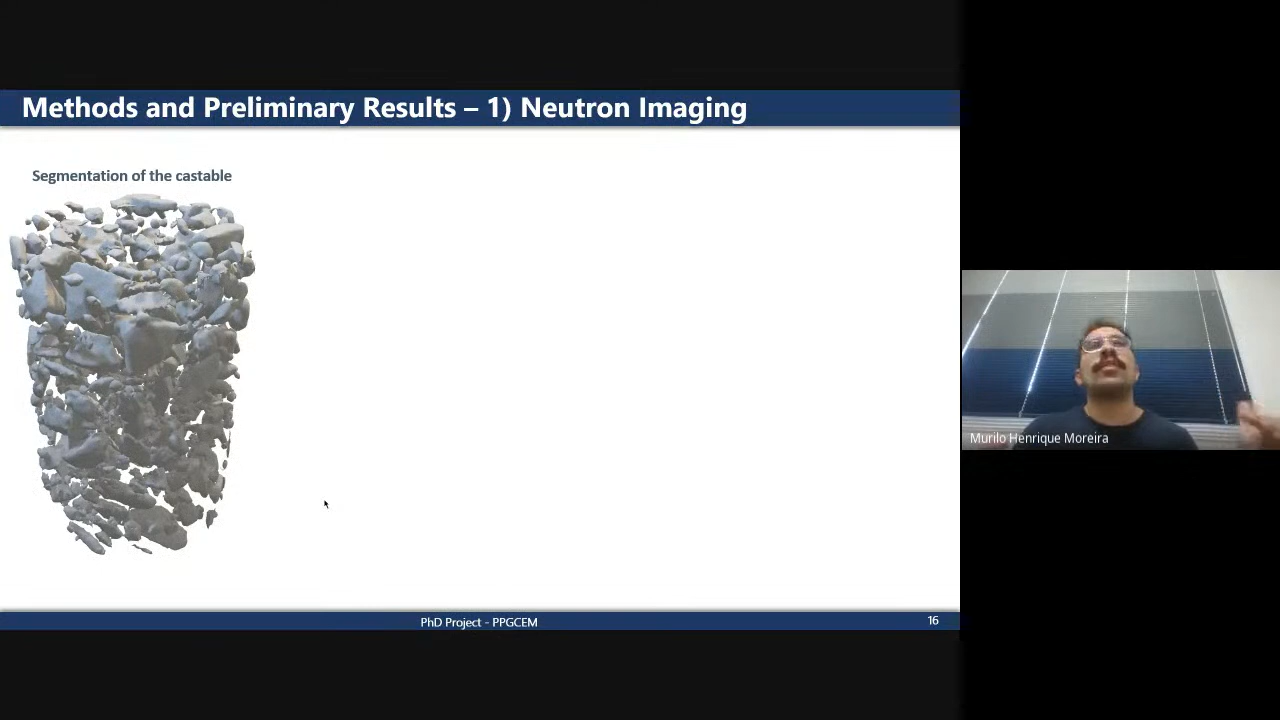 Methods and Preliminary Results – 1) Neutron Imaging
Segmentation of the castable
Murilo Henrique Moreira
PhD Project - PPGCEM
16